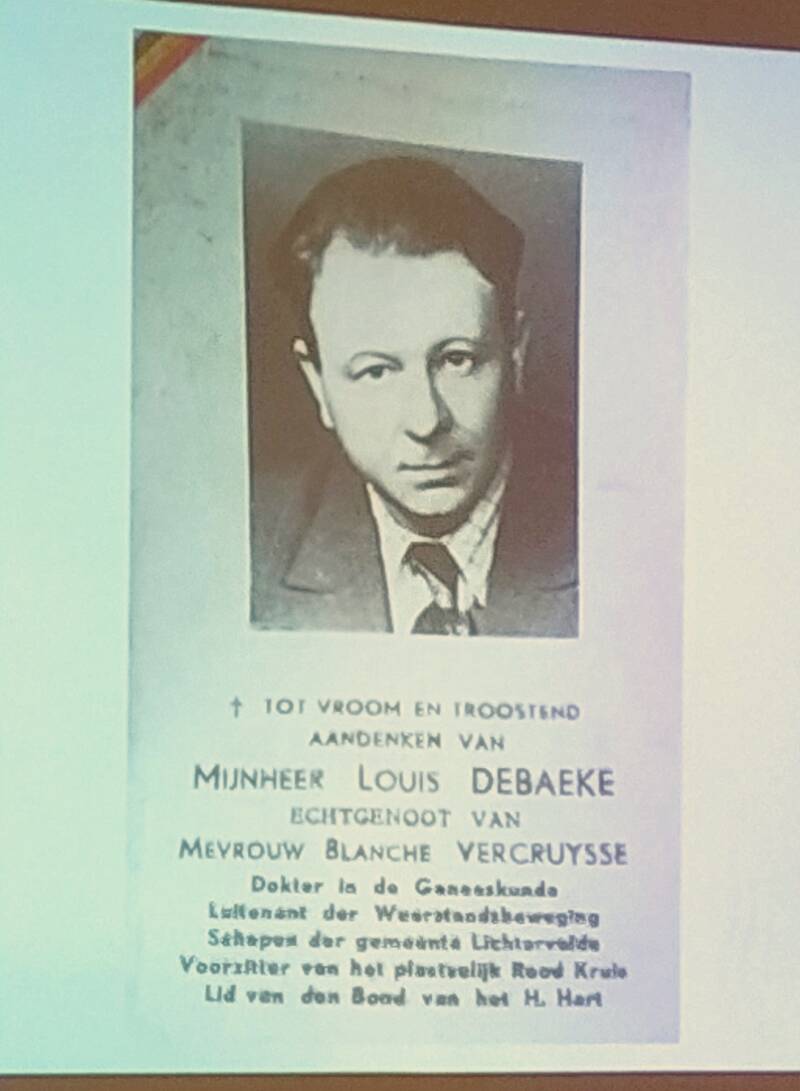 † TOT VROOM EN TROOSTEND
AANDENKEN VAN
MIJNHEER LOUIS DEBAEKE
ECHTGENOOT VAN
MEVROUW BLANCHE VERCRUYSSE
Dokter in de Geneeskunde
Luitenant der Weerstandsbeweging
Schepen der gemeente Lichtervelde
Voorzitter van het plaatselijk Rood Kruis
Lid van den Bond van het H. Hart